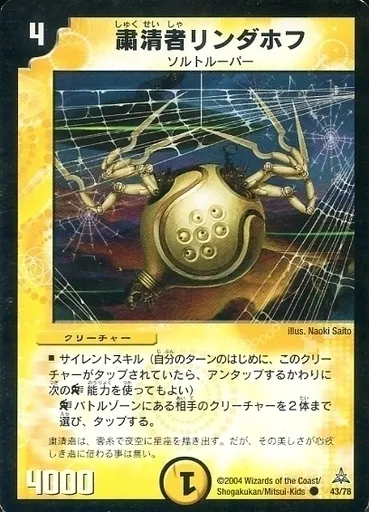 4
しゅく せい しゃ
粛清者リンダホフ
ソルトルーパー
illus. Naoki Saito
クリーチャー
■ サイレントスキル（自分のターンのはじめに、このクリー
チャーがタップされていたら、アンタップするかわりに
次の 能力を使ってもよい）
バトルゾーンにある相手のクリーチャーを2体まで
選び、タップする。
粛清者は、雲糸で夜空に星座を描き出す。だが、その美しさが心疚
しき者に伝わる事は無い。
4000
1
©2004 Wizards of the Coast/
Shogakukan/Mitsui-Kids
43/78